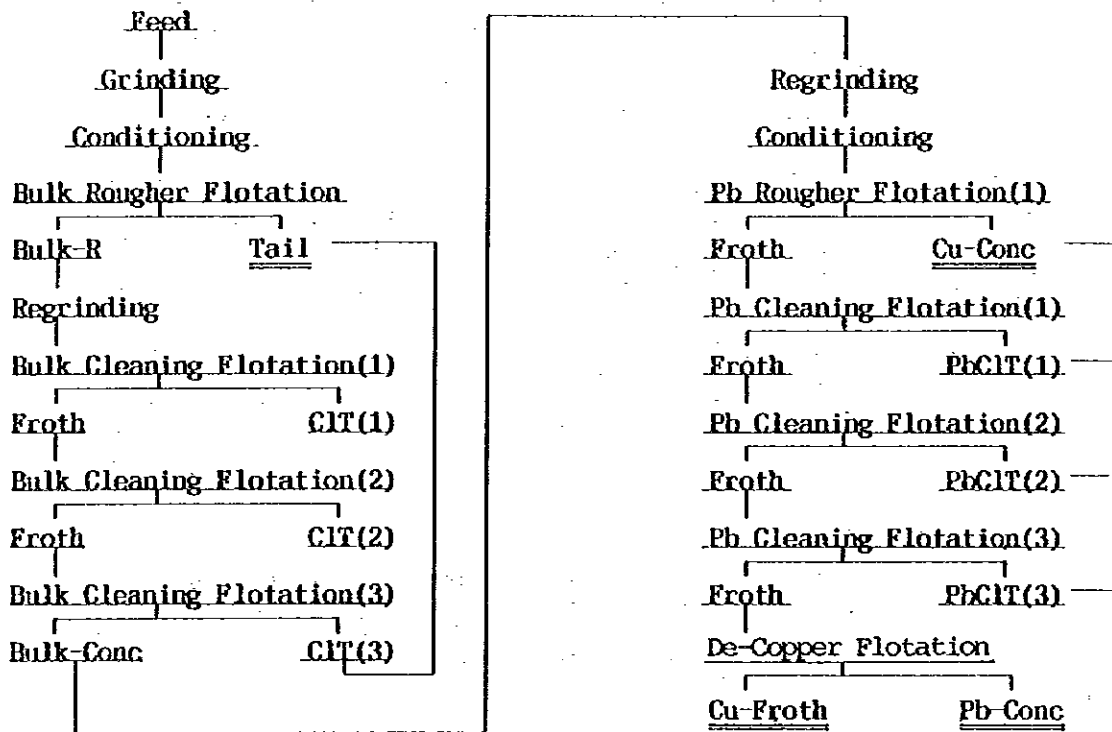 Feed
Grinding
Conditioning
Bulk Rougher Flotation
Bulk-R Tail
Regrinding
Bulk Cleaning Flotation(1)
Froth ClT(1)
Bulk Cleaning Flotation(2)
Froth ClT(2)
Bulk Cleaning Flotation(3)
Bulk-Conc ClT(3)
Regrinding
Conditioning
Pb Rougher Flotation(1)
Froth Cu-Conc
Pb Cleaning Flotation(1)
Froth PbClT(1)
Pb Cleaning Flotation(2)
Froth PbClT(2)
Pb Cleaning Flotation(3)
Froth PbClT(3)
De-Copper Flotation
Cu-Froth Pb-Conc